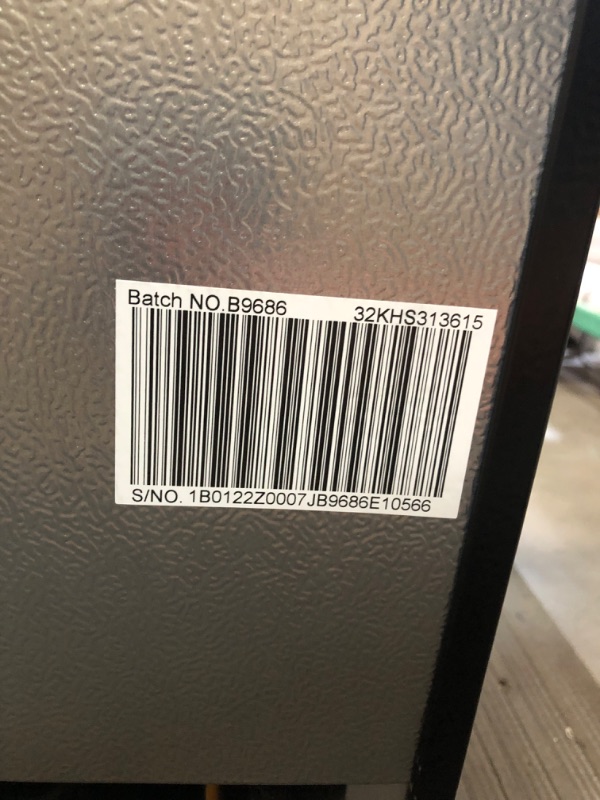 Batch NO.B9686 32KHS313615
S/NO. 1B0122Z0007JB9686E10566